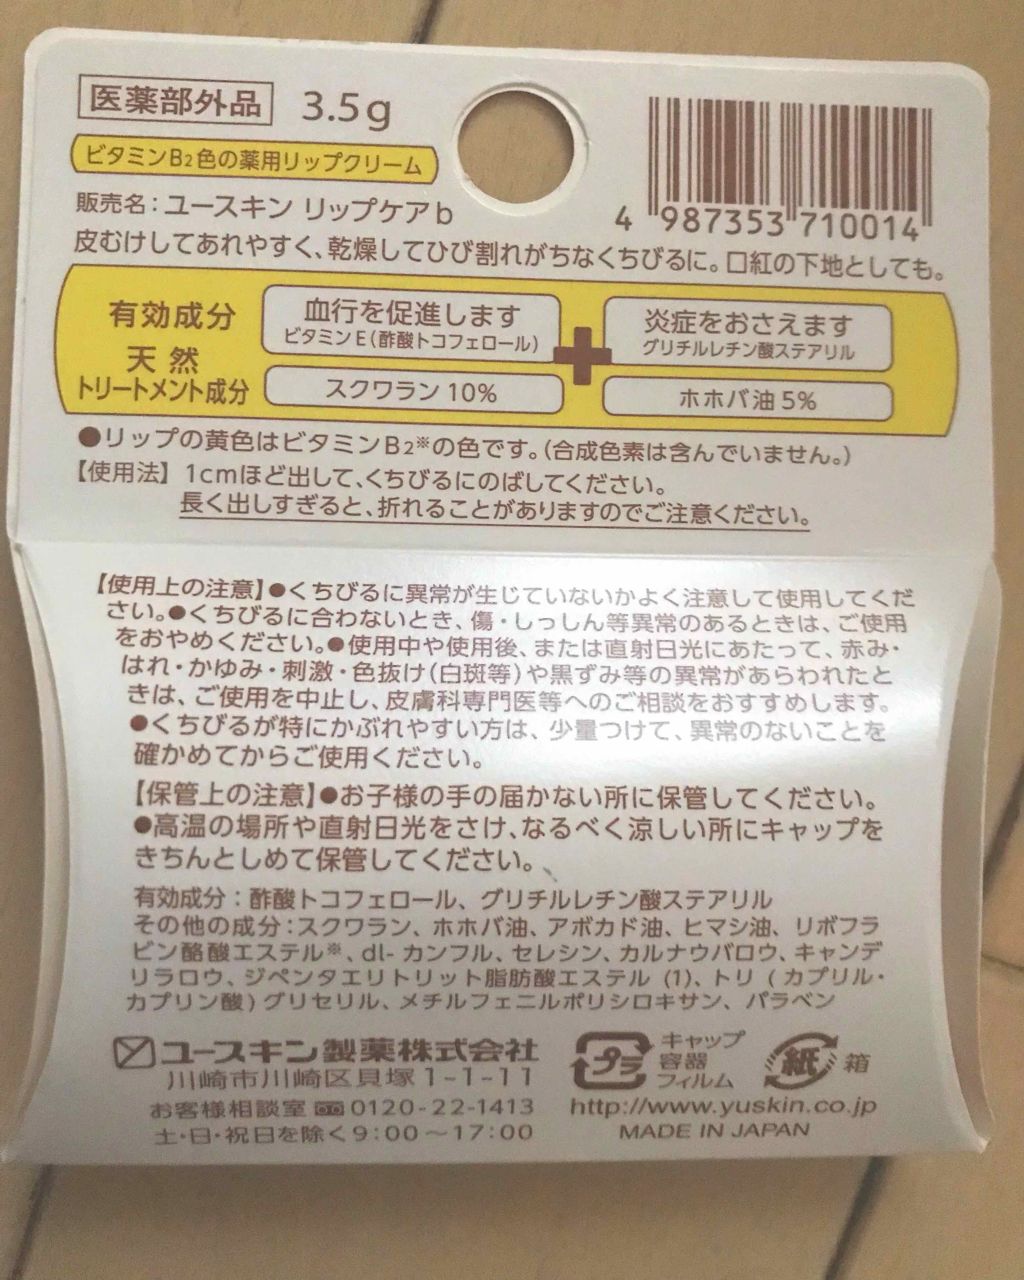 医薬部外品 3.5g
ビタミンB2色の薬用リップクリーム
販売名：ユースキン リップケアb
4 987353 710014
皮むけしてあれやすく、乾燥してひび割れがちなくちびるに。口紅の下地としても。
有効成分
血行を促進します
ビタミンE(酢酸トコフェロール)
+
炎症をおさえます
グリチルレチン酸ステアリル
天然
トリートメント成分
スクワラン 10%
ホホバ油 5%
●リップの黄色はビタミンB2※の色です。(合成色素は含んでいません。)
【使用法】 1cmほど出して、くちびるにのばしてください。
長く出しすぎると、折れることがありますのでご注意ください。
【使用上の注意】●くちびるに異常が生じていないかよく注意して使用してくだ
さい。●くちびるに合わないとき、傷・しっしん等異常のあるときは、ご使用
をおやめください。●使用中や使用後、または直射日光にあたって、赤み・
はれ・かゆみ・刺激・色抜け(白斑等)や黒ずみ等の異常があらわれたと
きは、ご使用を中止し、皮膚科専門医等へのご相談をおすすめします。
●くちびるが特にかぶれやすい方は、少量つけて、異常のないことを
確かめてからご使用ください。
【保管上の注意】●お子様の手の届かない所に保管してください。
●高温の場所や直射日光をさけ、なるべく涼しい所にキャップを
きちんとしめて保管してください。
有効成分：酢酸トコフェロール、グリチルレチン酸ステアリル
その他の成分：スクワラン、ホホバ油、アボカド油、ヒマシ油、リボフラ
ビン酪酸エステル※、dl-カンフル、セレシン、カルナウバロウ、キャンデ
リラロウ、ジペンタエリトリット脂肪酸エステル (1)、トリ (カプリル・
カプリン酸) グリセリル、メチルフェニルポリシロキサン、パラベン
ユースキン製薬株式会社
川崎市川崎区貝塚1-1-11
お客様相談室 0120-22-1413
土・日・祝日を除く9:00〜17:00
プラ
キャップ
容器
フィルム
紙 箱
http://www.yuskin.co.jp
MADE IN JAPAN